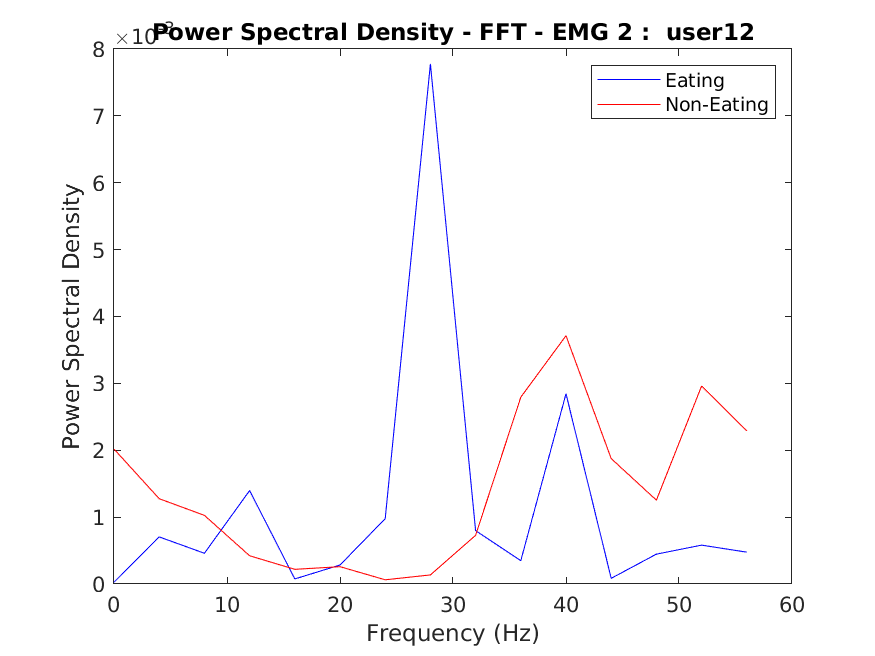 Power Spectral Density - FFT - EMG 2 : user12
×10
8
7
6
5
4
3
2
1
0
Power Spectral Density
Eating
Non-Eating
0 10 20 30 40 50 60
Frequency (Hz)